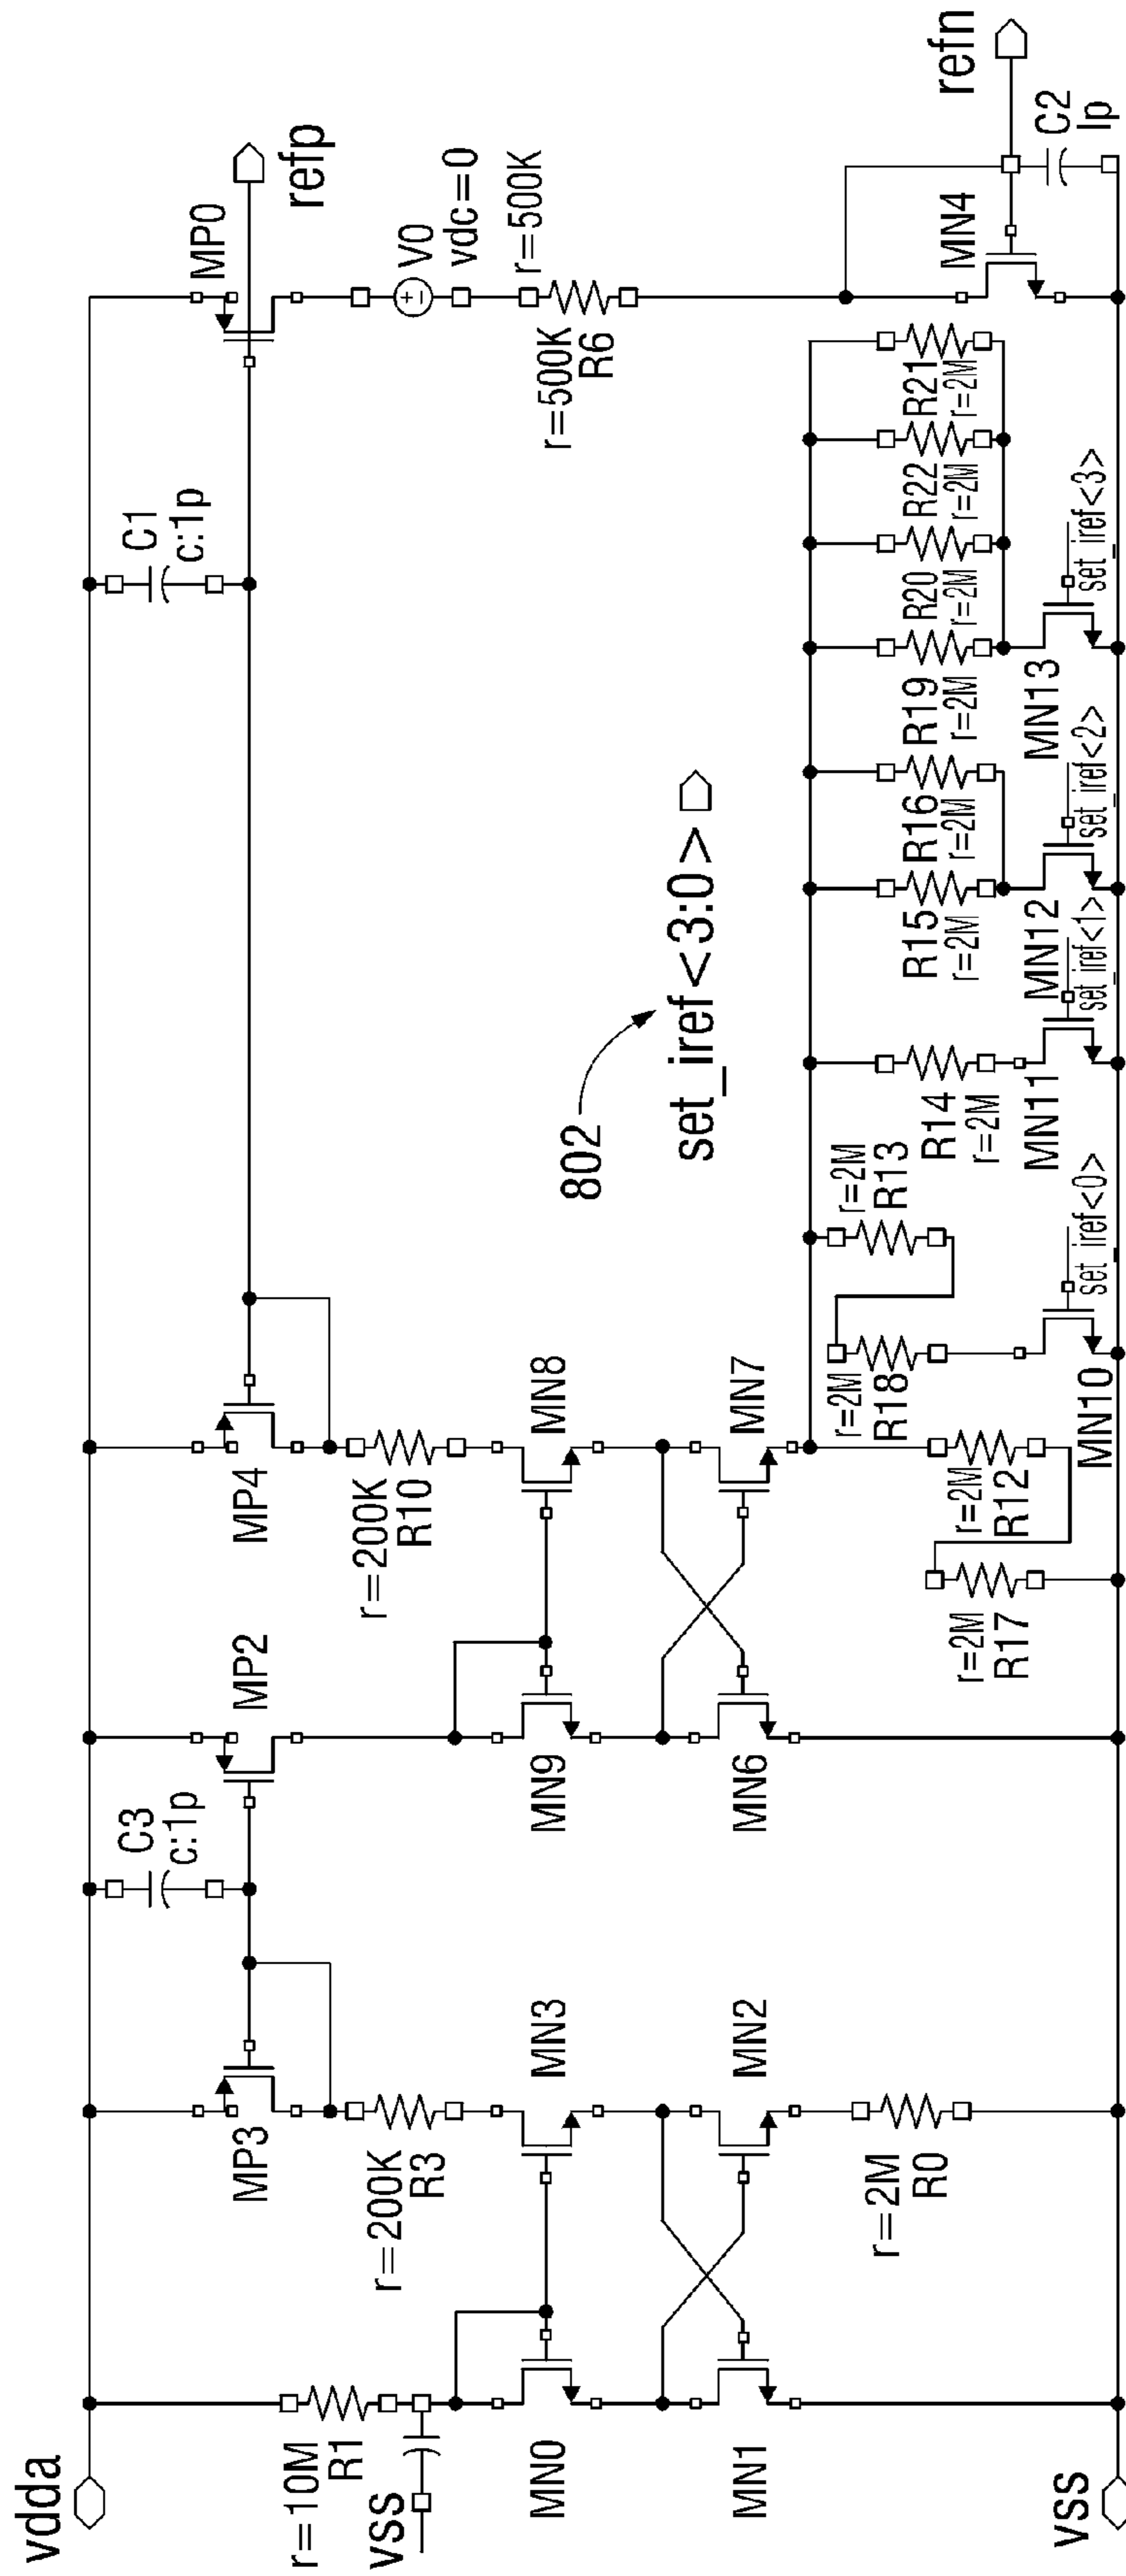 vdda
r=10M
R1
vss
MN0
MN1
vss
MP3
r=200K
R3
MN3
MN2
r=2M
R0
C3
c:1p
MP2
MN9
MN6
MP4
r=200K
R10
MN8
MN7
r=2M
R17
r=2M
R12
r=2M
R18
r=2M
R13
MN10
set_iref<0>
802
set_iref<3:0>
R14
r=2M
MN11
set_iref<1>
R15
r=2M
R16
r=2M
MN12
set_iref<2>
R19
r=2M
R20
r=2M
R22
r=2M
R21
r=2M
MN13
set_iref<3>
C1
c:1p
MP0
refp
V0
vdc=0
r=500K
r=500K
R6
MN4
C2
Ip
refn